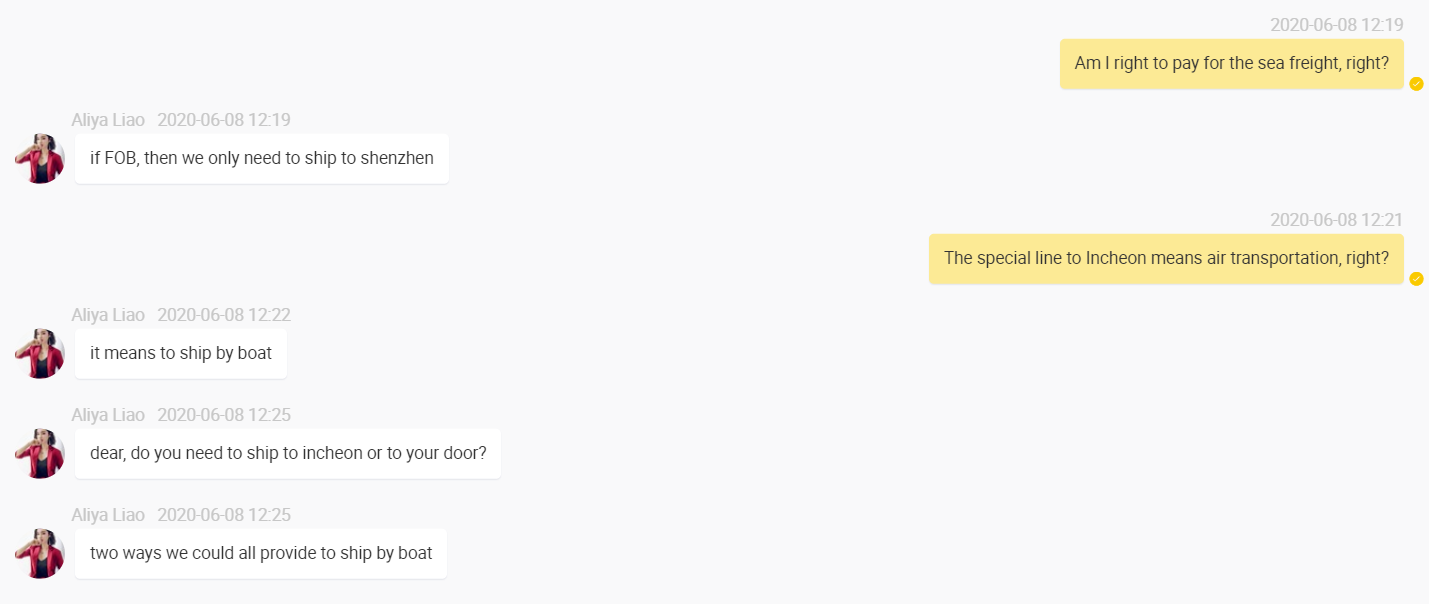 2020-06-08 12:19
Am I right to pay for the sea freight, right?
Aliya Liao 2020-06-08 12:19
if FOB, then we only need to ship to shenzhen
2020-06-08 12:21
The special line to Incheon means air transportation, right?
Aliya Liao 2020-06-08 12:22
it means to ship by boat
Aliya Liao 2020-06-08 12:25
dear, do you need to ship to incheon or to your door?
Aliya Liao 2020-06-08 12:25
two ways we could all provide to ship by boat